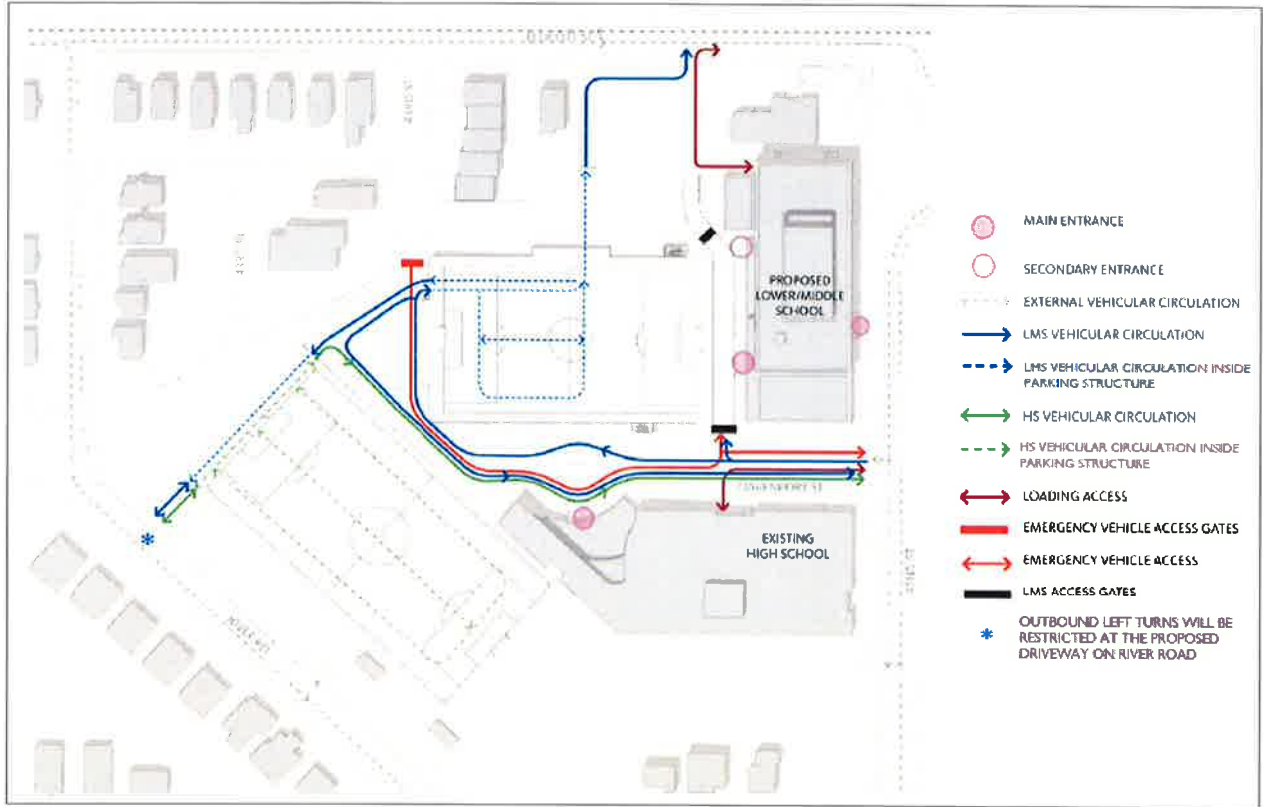 PROPOSED
LOWER/MIDDLE
SCHOOL
EXISTING
HIGH SCHOOL
MAIN ENTRANCE
SECONDARY ENTRANCE
EXTERNAL VEHICULAR CIRCULATION
LMS VEHICULAR CIRCULATION
LMS VEHICULAR CIRCULATION INSIDE
PARKING STRUCTURE
HS VEHICULAR CIRCULATION
HS VEHICULAR CIRCULATION INSIDE
PARKING STRUCTURE
LOADING ACCESS
EMERGENCY VEHICLE ACCESS GATES
EMERGENCY VEHICLE ACCESS
LMS ACCESS GATES
* OUTBOUND LEFT TURNS WILL BE
RESTRICTED AT THE PROPOSED
DRIVEWAY ON RIVER ROAD